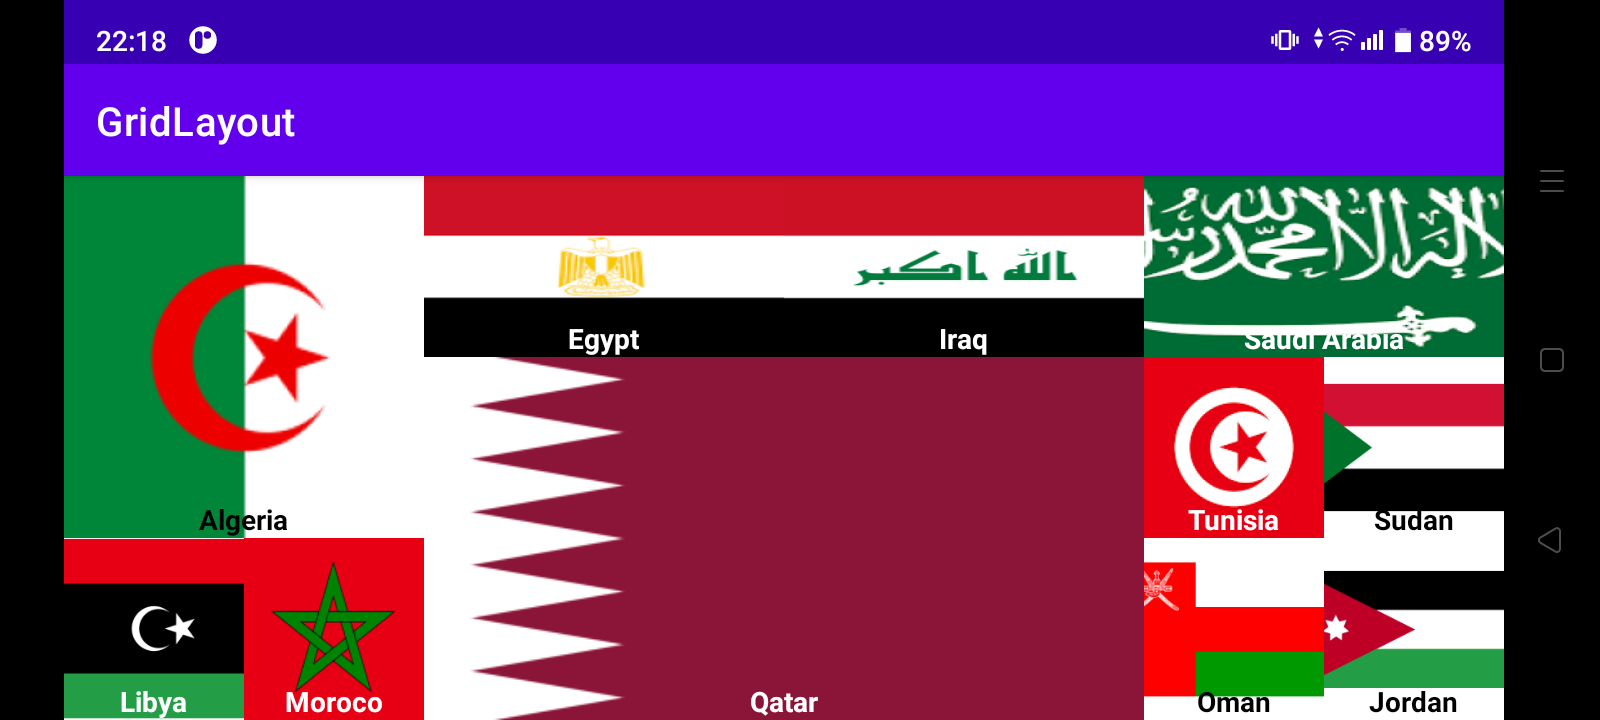 22:18
89%
GridLayout
الله اكبر
Egypt
Iraq
Saudi Arabia
Algeria
Tunisia
Sudan
Libya
Moroco
Qatar
Oman
Jordan